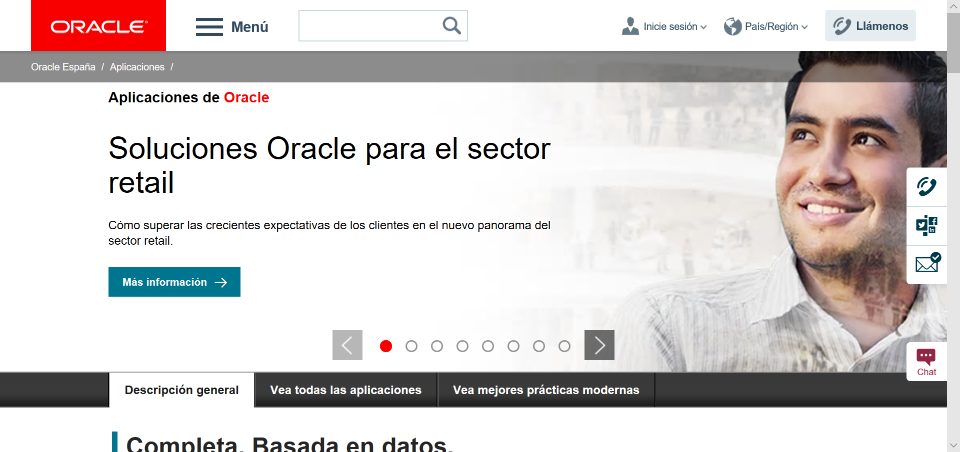 ORACLE
Menú
Inicie sesión
País/Región
Llámenos
Oracle España / Aplicaciones /
Aplicaciones de Oracle
Soluciones Oracle para el sector
retail
Cómo superar las crecientes expectativas de los clientes en el nuevo panorama del
sector retail.
Más información
Chat
Descripción general
Vea todas las aplicaciones
Vea mejores prácticas modernas
Completa. Basada en datos.